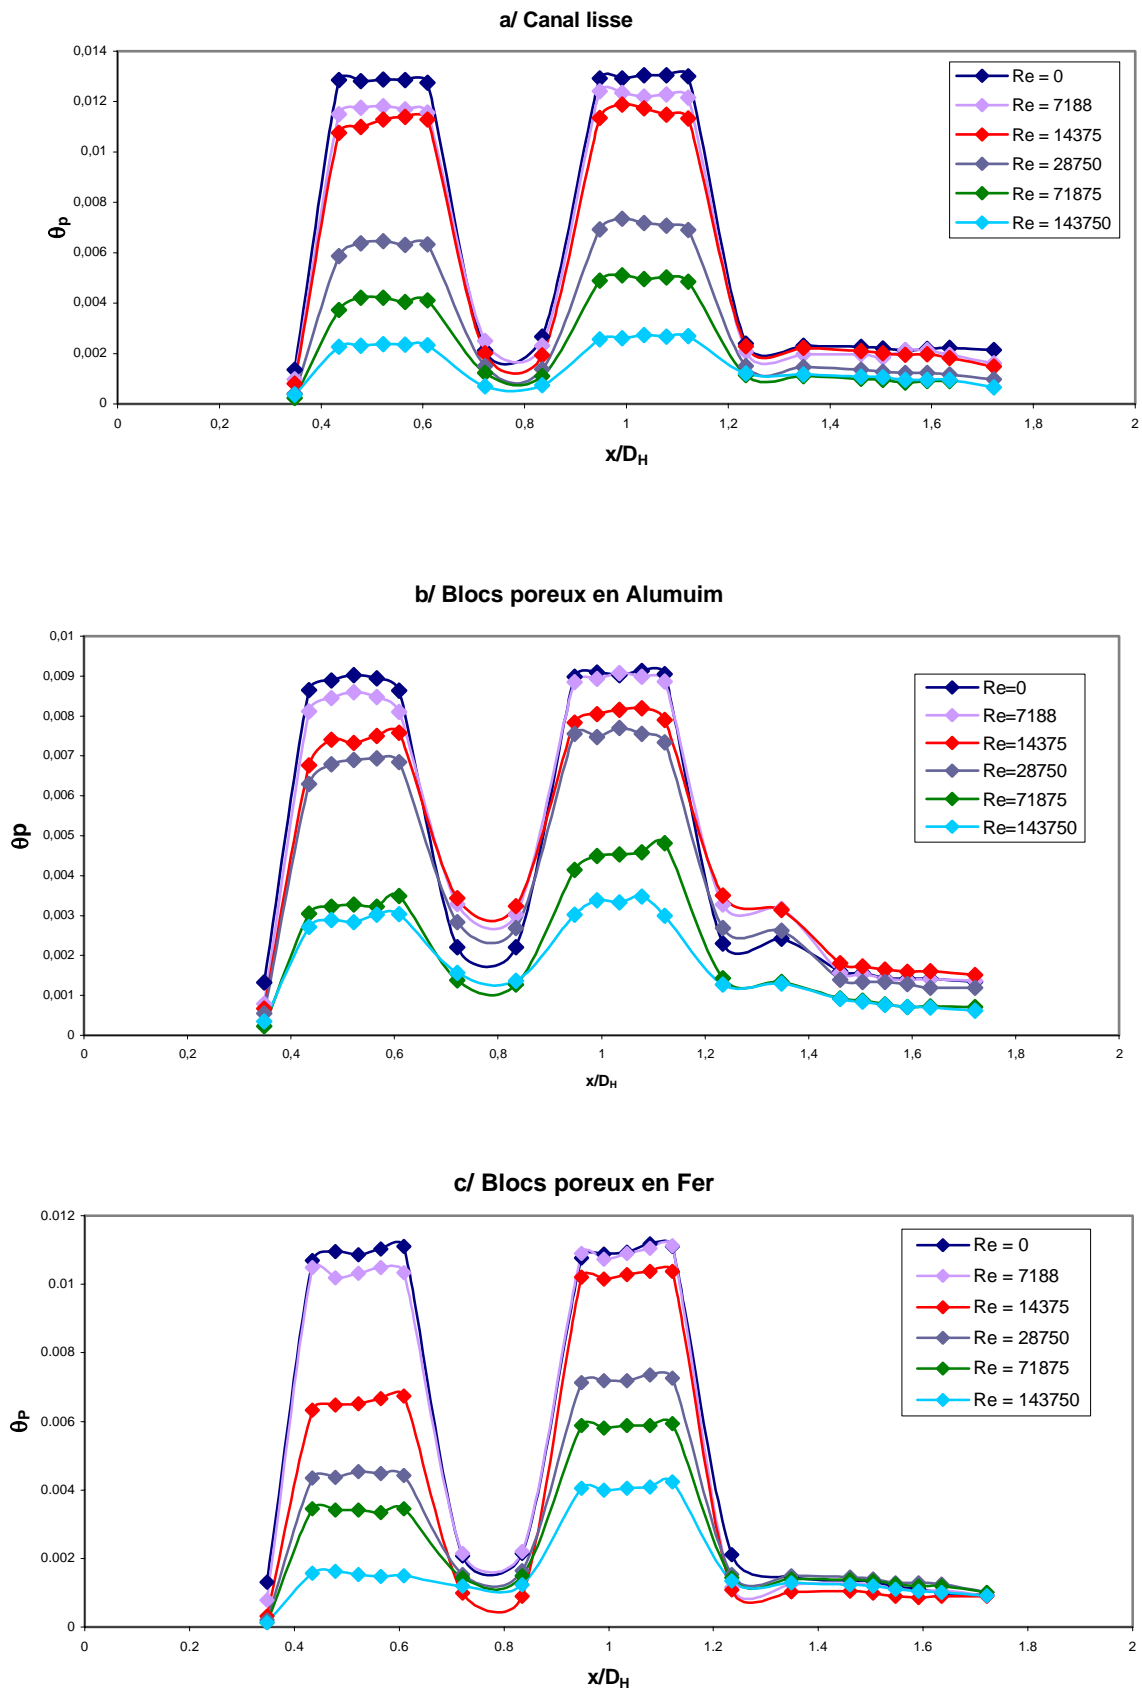 a/ Canal lisse
0,014
0,012
0,01
0,008
0,006
0,004
0,002
0
θp
0
0,2
0,4
0,6
0,8
1
1,2
1,4
1,6
1,8
2
x/DH
Re = 0
Re = 7188
Re = 14375
Re = 28750
Re = 71875
Re = 143750
b/ Blocs poreux en Alumuim
0,01
0,009
0,008
0,007
0,006
0,005
0,004
0,003
0,002
0,001
0
θp
0
0,2
0,4
0,6
0,8
1
1,2
1,4
1,6
1,8
2
x/DH
Re=0
Re=7188
Re=14375
Re=28750
Re=71875
Re=143750
c/ Blocs poreux en Fer
0.012
0.01
0.008
0.006
0.004
0.002
0
θP
0
0.2
0.4
0.6
0.8
1
1.2
1.4
1.6
1.8
2
x/DH
Re = 0
Re = 7188
Re = 14375
Re = 28750
Re = 71875
Re = 143750